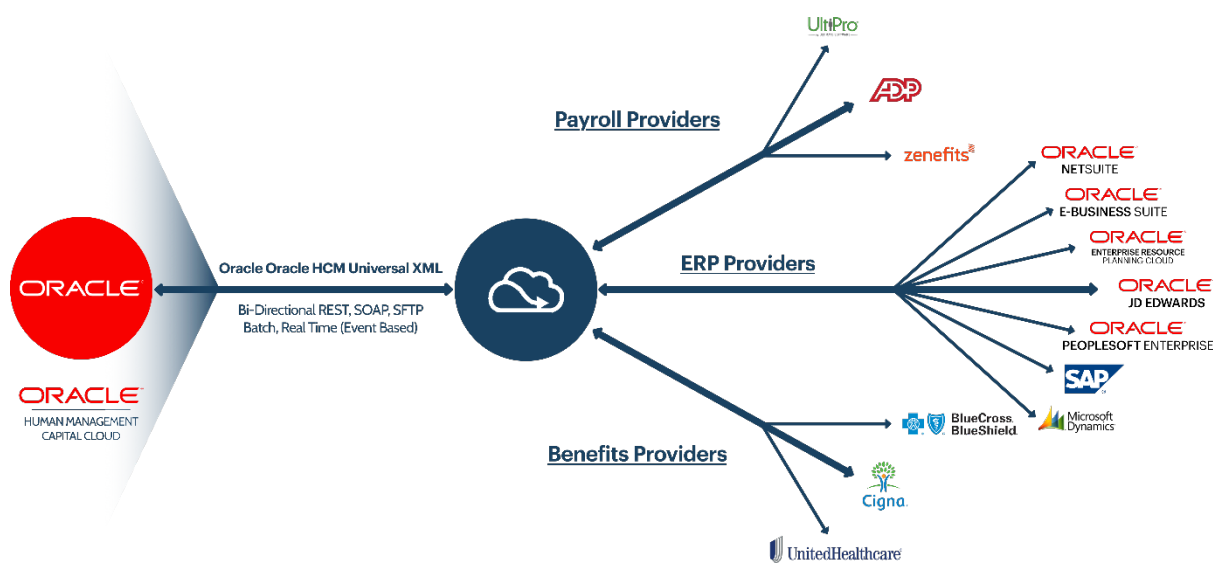 UltiPro
ADP
Payroll Providers
zenefits
ORACLE
NETSUITE
ORACLE
E-BUSINESS SUITE
ORACLE
ENTERPRISE RESOURCE
PLANNING CLOUD
ERP Providers
Oracle Oracle HCM Universal XML
ORACLE
ORACLE
JD EDWARDS
Bi-Directional REST, SOAP, SFTP
Batch, Real Time (Event Based)
ORACLE
PEOPLESOFT ENTERPRISE
SAP
ORACLE
HUMAN MANAGEMENT
CAPITAL CLOUD
BlueCross
BlueShield
Microsoft
Dynamics
Benefits Providers
Cigna
UnitedHealthcare